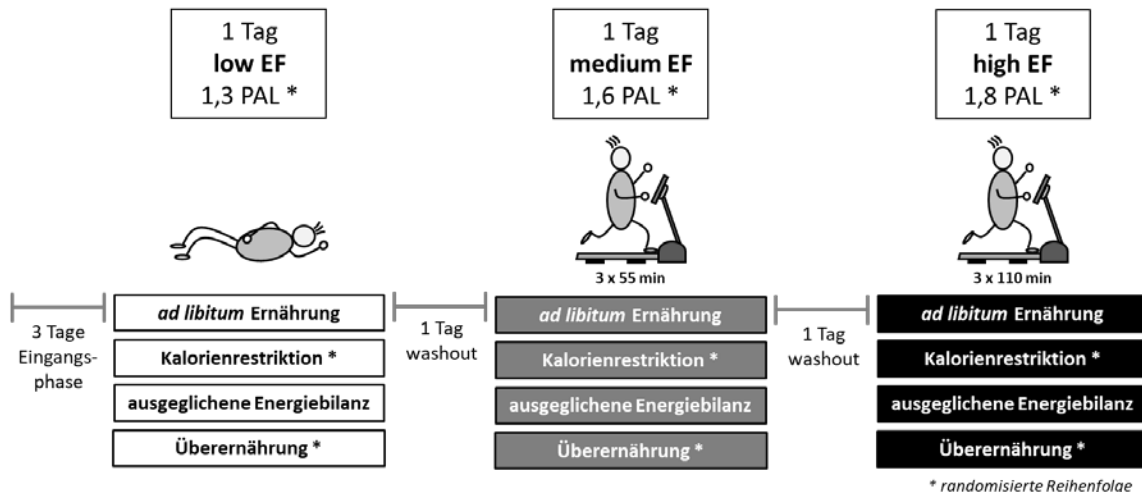 1 Tag
low EF
1,3 PAL *
1 Tag
medium EF
1,6 PAL *
1 Tag
high EF
1,8 PAL *
3 x 55 min
3 x 110 min
3 Tage
Eingangs-
phase
ad libitum Ernährung
Kalorienrestriktion *
ausgeglichene Energiebilanz
Überernährung *
1 Tag
washout
ad libitum Ernährung
Kalorienrestriktion *
ausgeglichene Energiebilanz
Überernährung *
1 Tag
washout
ad libitum Ernährung
Kalorienrestriktion *
ausgeglichene Energiebilanz
Überernährung *
* randomisierte Reihenfolge